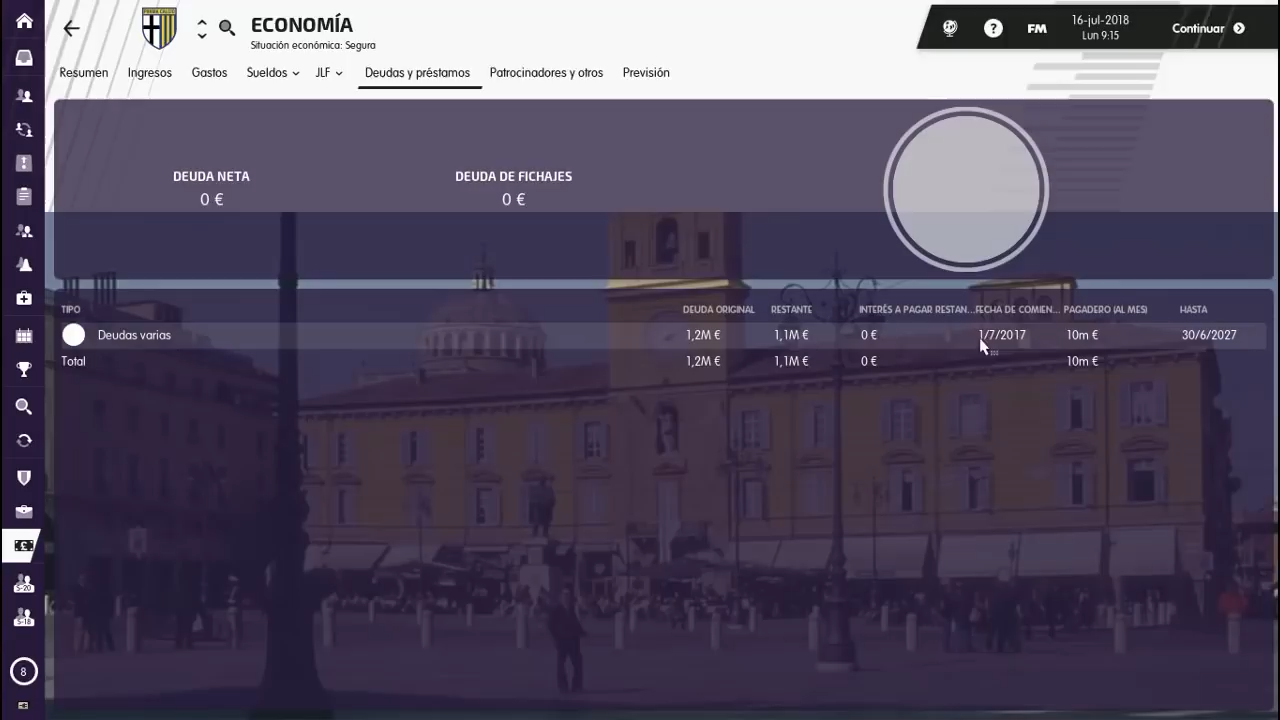 ECONOMÍA
Situación económica: Segura
FM
16-jul-2018
Lun 9:15
Continuar
Resumen Ingresos Gastos Sueldos JLF Deudas y préstamos Patrocinadores y otros Previsión
DEUDA NETA
0 €
DEUDA DE FICHAJES
0 €
TIPO DEUDA ORIGINAL RESTANTE INTERÉS A PAGAR RESTAN... FECHA DE COMIEN... PAGADERO (AL MES) HASTA
Deudas varias 1,2M € 1,1M € 0 € 1/7/2017 10m € 30/6/2027
Total 1,2M € 1,1M € 0 € 10m €
S-20
S-18
8